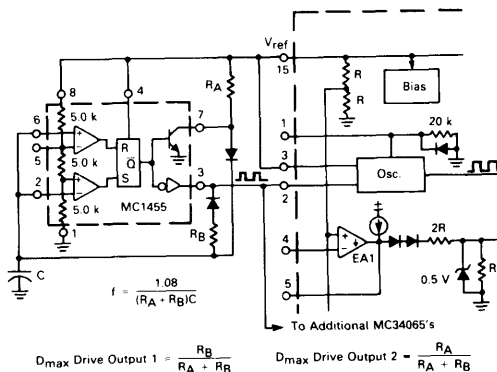 Vref
15
R
R
Bias
8
4
RA
6
5.0 k
5
5.0 k
2
5.0 k
R
Q
S
7
3
MC1455
1
RB
C
f = 1.08 / (RA + RB)C
1
3
2
20 k
Osc.
4
EA1
5
2R
0.5 V
R
To Additional MC34065's
Dmax Drive Output 1 = RB / RA + RB
Dmax Drive Output 2 = RA / RA + RB